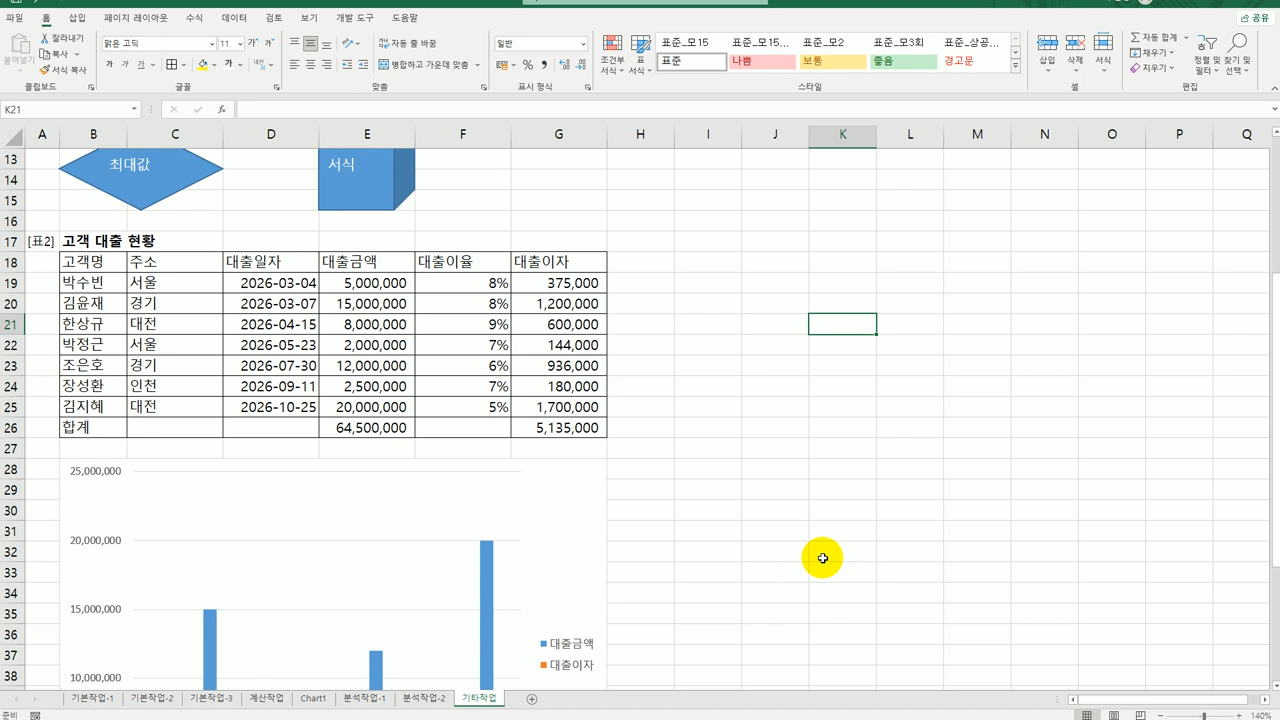 파일 홈 삽입 페이지 레이아웃 수식 데이터 검토 보기 개발 도구 도움말 공유
잘라내기
복사
서식 복사
붙여넣기
클립보드
맑은 고딕 11
가 가 가
글꼴
자동 줄 바꿈
병합하고 가운데 맞춤
맞춤
일반
표시 형식
조건부 서식
표 서식
표준_모15 표준_모15... 표준_모2 표준_모3회 표준_상공...
표준 나쁨 보통 좋음 경고문
스타일
삽입 삭제 서식
셀
자동 합계
채우기
지우기
정렬 및 필터
찾기 및 선택
편집
K21 fx
A B C D E F G H I J K L M N O P Q
13 최대값 서식
14
15
16
17 [표2] 고객 대출 현황
18 고객명 주소 대출일자 대출금액 대출이율 대출이자
19 박수빈 서울 2026-03-04 5,000,000 8% 375,000
20 김윤재 경기 2026-03-07 15,000,000 8% 1,200,000
21 한상규 대전 2026-04-15 8,000,000 9% 600,000
22 박정근 서울 2026-05-23 2,000,000 7% 144,000
23 조은호 경기 2026-07-30 12,000,000 6% 936,000
24 장성환 인천 2026-09-11 2,500,000 7% 180,000
25 김지혜 대전 2026-10-25 20,000,000 5% 1,700,000
26 합계 64,500,000 5,135,000
27
28 25,000,000
29
30
31
32 20,000,000
33
34
35 15,000,000
36
37 대출금액
38 대출이자
10,000,000
기본작업-1 기본작업-2 기본작업-3 계산작업 Chart1 분석작업-1 분석작업-2 기타작업
준비 140%